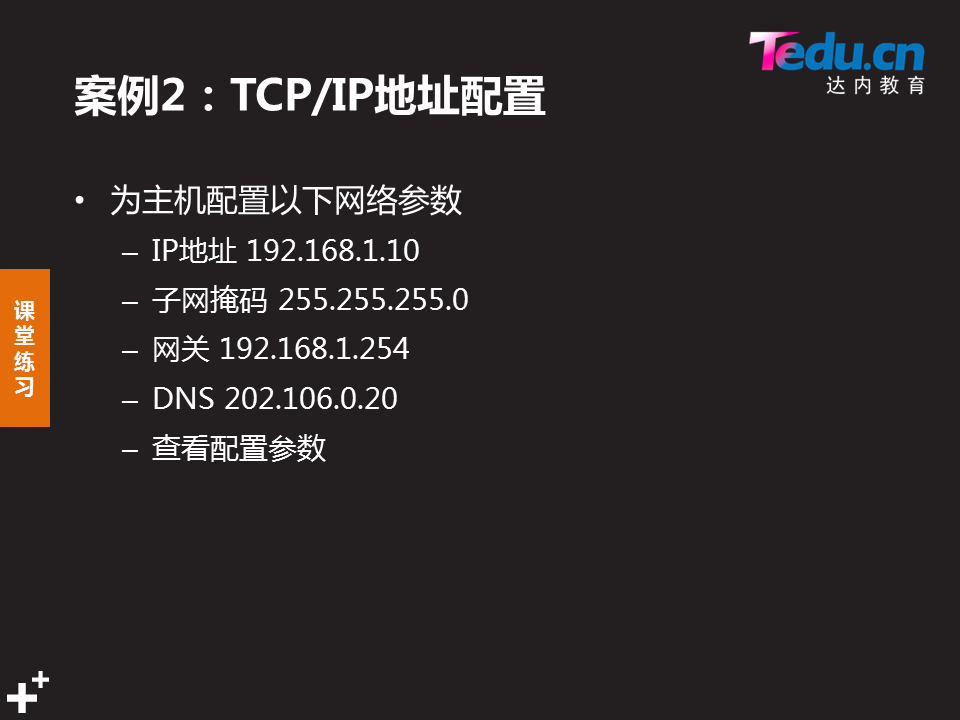 Tedu.cn
达内教育
案例2：TCP/IP地址配置
• 为主机配置以下网络参数
– IP地址 192.168.1.10
– 子网掩码 255.255.255.0
– 网关 192.168.1.254
– DNS 202.106.0.20
– 查看配置参数
课堂练习